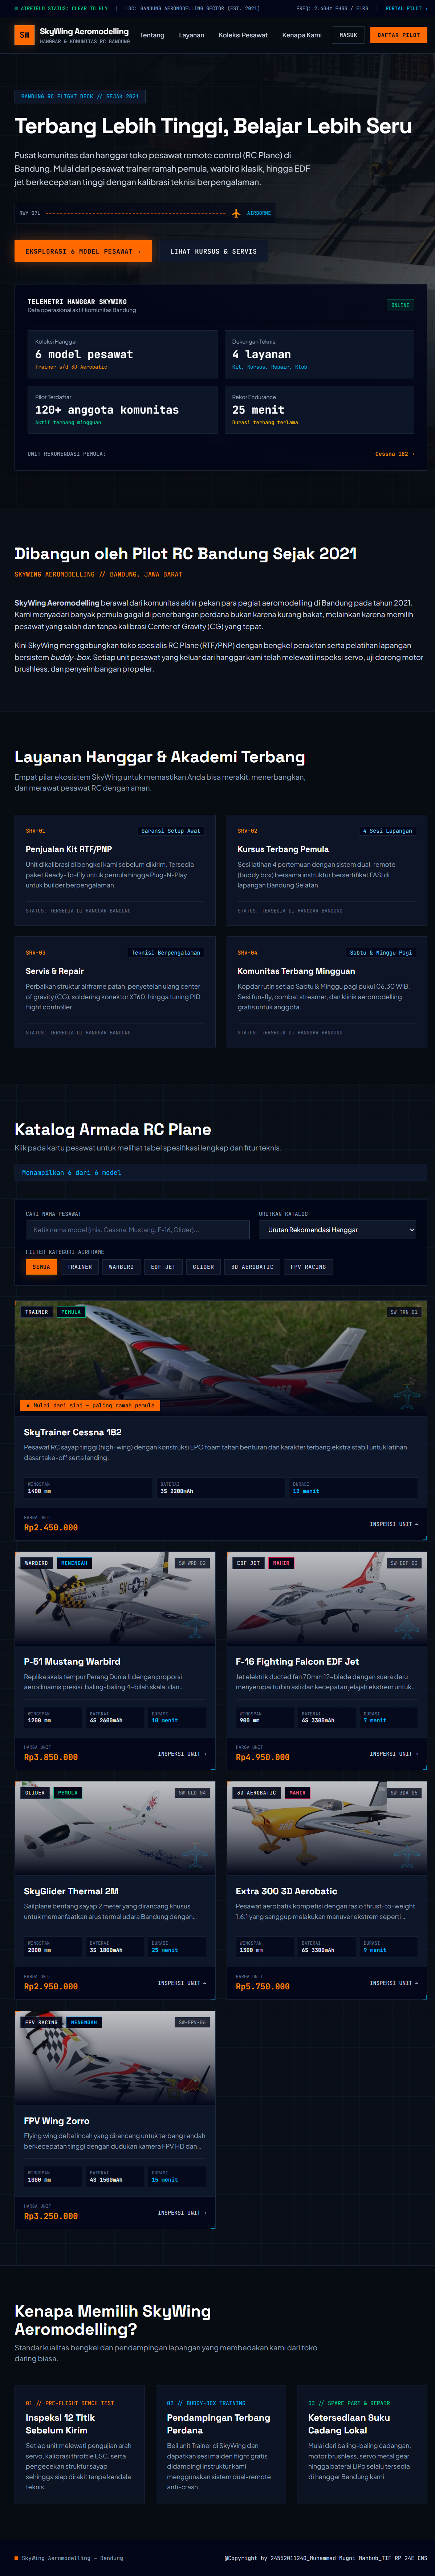 AIRFIELD STATUS: CLEAR TO FLY | LOC: BANDUNG AEROMODELLING SECTOR (EST. 2021) FREQ: 2.4GHz FHSS / ELRS | PORTAL PILOT →
SW SkyWing Aeromodelling
HANGGAR & KOMUNITAS RC BANDUNG
Tentang Layanan Koleksi Pesawat Kenapa Kami MASUK DAFTAR PILOT
BANDUNG RC FLIGHT DECK // SEJAK 2021
Terbang Lebih Tinggi, Belajar Lebih Seru
Pusat komunitas dan hanggar toko pesawat remote control (RC Plane) di
Bandung. Mulai dari pesawat trainer ramah pemula, warbird klasik, hingga EDF
jet berkecepatan tinggi dengan kalibrasi teknisi berpengalaman.
RWY 07L AIRBORNE
EKSPLORASI 6 MODEL PESAWAT → LIHAT KURSUS & SERVIS
TELEMETRI HANGGAR SKYWING
Data operasional aktif komunitas Bandung
ONLINE
Koleksi Hanggar
6 model pesawat
Trainer s/d 3D Aerobatic
Dukungan Teknis
4 layanan
Kit, Kursus, Repair, Klub
Pilot Terdaftar
120+ anggota komunitas
Aktif terbang mingguan
Rekor Endurance
25 menit
Durasi terbang terlama
UNIT REKOMENDASI PEMULA: Cessna 182 →
Dibangun oleh Pilot RC Bandung Sejak 2021
SKYWING AEROMODELLING // BANDUNG, JAWA BARAT
SkyWing Aeromodelling berawal dari komunitas akhir pekan para pegiat aeromodelling di Bandung pada tahun 2021.
Kami menyadari banyak pemula gagal di penerbangan perdana bukan karena kurang bakat, melainkan karena memilih
pesawat yang salah dan tanpa kalibrasi Center of Gravity (CG) yang tepat.
Kini SkyWing menggabungkan toko spesialis RC Plane (RTF/PNP) dengan bengkel perakitan serta pelatihan lapangan
bersistem buddy-box. Setiap unit pesawat yang keluar dari hanggar kami telah melewati inspeksi servo, uji dorong motor
brushless, dan penyeimbangan propeler.
Layanan Hanggar & Akademi Terbang
Empat pilar ekosistem SkyWing untuk memastikan Anda bisa merakit, menerbangkan,
dan merawat pesawat RC dengan aman.
SRV-01 Garansi Setup Awal
Penjualan Kit RTF/PNP
Unit dikalibrasi di bengkel kami sebelum dikirim. Tersedia
paket Ready-To-Fly untuk pemula hingga Plug-N-Play
untuk builder berpengalaman.
STATUS: TERSEDIA DI HANGGAR BANDUNG
SRV-02 4 Sesi Lapangan
Kursus Terbang Pemula
Sesi latihan 4 pertemuan dengan sistem dual-remote
(buddy box) bersama instruktur bersertifikat FASI di
lapangan Bandung Selatan.
STATUS: TERSEDIA DI HANGGAR BANDUNG
SRV-03 Teknisi Berpengalaman
Servis & Repair
Perbaikan struktur airframe patah, penyetelan ulang center
of gravity (CG), soldering konektor XT60, hingga tuning PID
flight controller.
STATUS: TERSEDIA DI HANGGAR BANDUNG
SRV-04 Sabtu & Minggu Pagi
Komunitas Terbang Mingguan
Kopdar rutin setiap Sabtu & Minggu pagi pukul 06.30 WIB.
Sesi fun-fly, combat streamer, dan klinik aeromodelling
gratis untuk anggota.
STATUS: TERSEDIA DI HANGGAR BANDUNG
Katalog Armada RC Plane
Klik pada kartu pesawat untuk melihat tabel spesifikasi lengkap dan fitur teknis.
Menampilkan 6 dari 6 model
CARI NAMA PESAWAT URUTKAN KATALOG
Ketik nama model (mis. Cessna, Mustang, F-16, Glider)... Urutan Rekomendasi Hanggar
FILTER KATEGORI AIRFRAME
SEMUA TRAINER WARBIRD EDF JET GLIDER 3D AEROBATIC FPV RACING
TRAINER PEMULA SW-TRN-01
★ Mulai dari sini — paling ramah pemula
SkyTrainer Cessna 182
Pesawat RC sayap tinggi (high-wing) dengan konstruksi EPO foam tahan benturan dan karakter terbang ekstra stabil untuk latihan
dasar take-off serta landing.
WINGSPAN BATERAI DURASI
1400 mm 3S 2200mAh 12 menit
HARGA UNIT
Rp2.450.000 INSPEKSI UNIT →
WARBIRD MENENGAH SW-WRB-02
P-51 Mustang Warbird
Replika skala tempur Perang Dunia II dengan proporsi
aerodinamis presisi, baling-baling 4-bilah skala, dan...
WINGSPAN BATERAI DURASI
1200 mm 4S 2600mAh 10 menit
HARGA UNIT
Rp3.850.000 INSPEKSI UNIT →
EDF JET MAHIR SW-EDF-03
F-16 Fighting Falcon EDF Jet
Jet elektrik ducted fan 70mm 12-blade dengan suara deru
menyerupai turbin asli dan kecepatan jelajah ekstrem untuk...
WINGSPAN BATERAI DURASI
900 mm 4S 3300mAh 7 menit
HARGA UNIT
Rp4.950.000 INSPEKSI UNIT →
GLIDER PEMULA SW-GLD-04
SkyGlider Thermal 2M
Sailplane bentang sayap 2 meter yang dirancang khusus
untuk memanfaatkan arus termal udara Bandung dengan...
WINGSPAN BATERAI DURASI
2000 mm 3S 1800mAh 25 menit
HARGA UNIT
Rp2.950.000 INSPEKSI UNIT →
3D AEROBATIC MAHIR SW-3DA-05
Extra 300 3D Aerobatic
Pesawat aerobatik kompetisi dengan rasio thrust-to-weight
1.6:1 yang sanggup melakukan manuver ekstrem seperti...
WINGSPAN BATERAI DURASI
1300 mm 6S 3300mAh 9 menit
HARGA UNIT
Rp5.750.000 INSPEKSI UNIT →
FPV RACING MENENGAH SW-FPV-06
FPV Wing Zorro
Flying wing delta lincah yang dirancang untuk terbang rendah
berkecepatan tinggi dengan dudukan kamera FPV HD dan...
WINGSPAN BATERAI DURASI
1000 mm 4S 1500mAh 15 menit
HARGA UNIT
Rp3.250.000 INSPEKSI UNIT →
Kenapa Memilih SkyWing
Aeromodelling?
Standar kualitas bengkel dan pendampingan lapangan yang membedakan kami dari toko
daring biasa.
01 // PRE-FLIGHT BENCH TEST
Inspeksi 12 Titik
Sebelum Kirim
Setiap unit melewati pengujian arah
servo, kalibrasi throttle ESC, serta
pengecekan struktur sayap
sehingga siap dirakit tanpa kendala
teknis.
02 // BUDDY-BOX TRAINING
Pendampingan Terbang
Perdana
Beli unit Trainer di SkyWing dan
dapatkan sesi maiden flight gratis
didampingi instruktur kami
menggunakan sistem dual-remote
anti-crash.
03 // SPARE PART & REPAIR
Ketersediaan Suku
Cadang Lokal
Mulai dari baling-baling cadangan,
motor brushless, servo metal gear,
hingga baterai LiPo selalu tersedia
di hanggar Bandung kami.
SkyWing Aeromodelling — Bandung @Copyright by 24552011240_Muhammad Mugni Mahbub_TIF RP 24E CNS